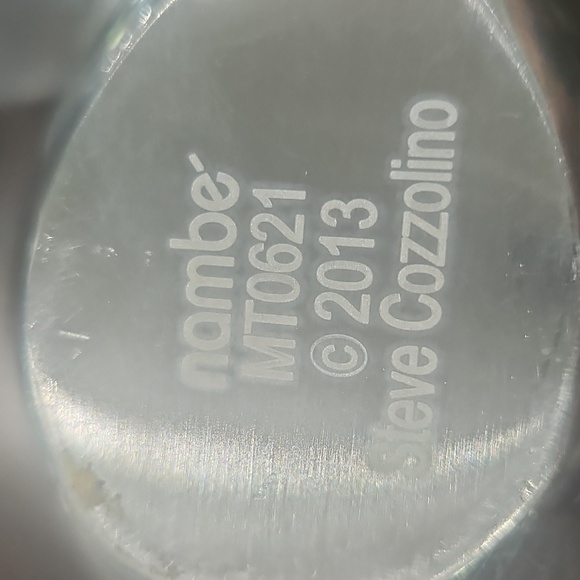 nambé
MT0621
© 2013
Steve Cozzolino